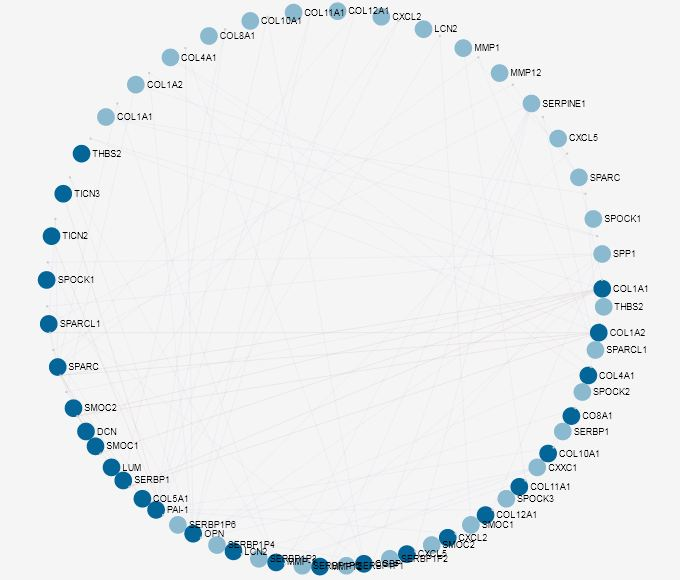 COL11A1
COL12A1
CXCL2
COL10A1
LCN2
COL8A1
MMP1
COL4A1
MMP12
COL1A2
SERPINE1
COL1A1
CXCL5
THBS2
SPARC
TICN3
SPOCK1
TICN2
SPP1
SPOCK1
COL1A1
THBS2
SPARCL1
COL1A2
SPARCL1
SPARC
COL4A1
SPOCK2
SMOC2
CO8A1
DCN
SERBP1
SMOC1
COL10A1
LUM
CXXC1
SERBP1
COL11A1
COL5A1
SPOCK3
PAI-1
COL12A1
SERBP1P6
SMOC1
OPN
CXCL2
SERBP1P4
SMOC2
LCN2
CXCL5
SERBP1P2
SERBP1P3
SERBP1P1